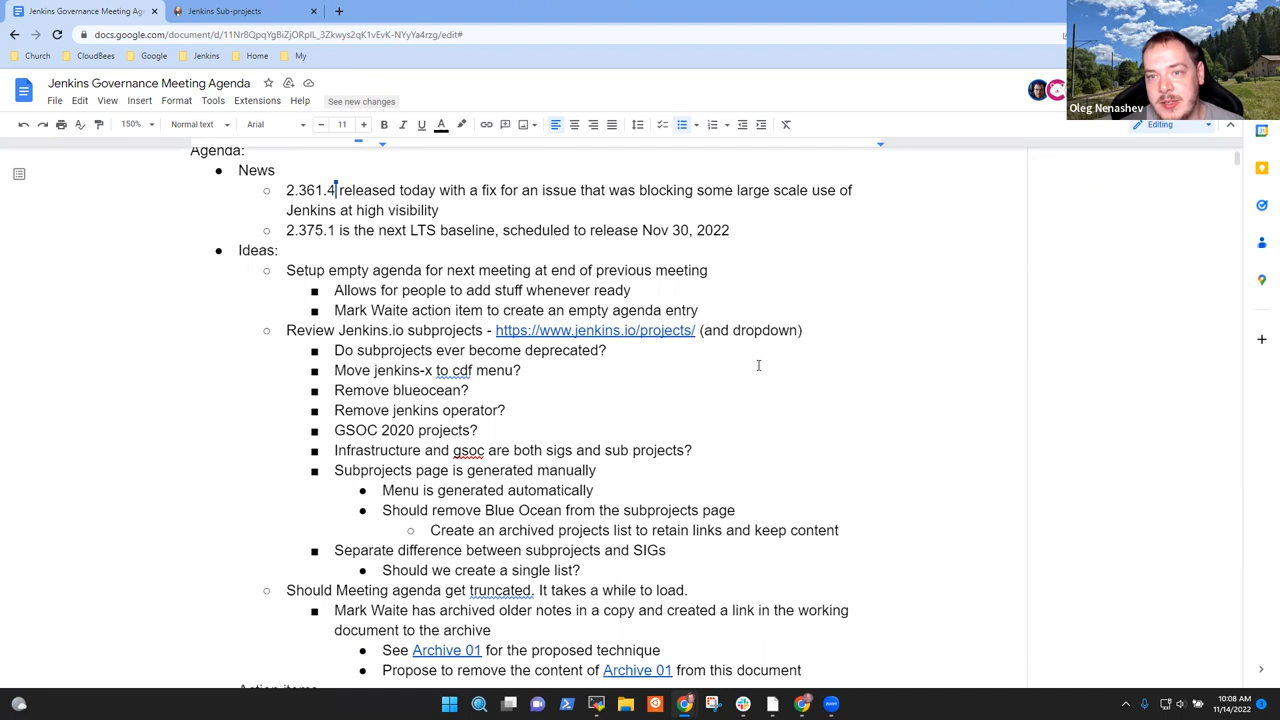 Jenkins Governance Meeting Age
Jenkins Sub-projects
docs.google.com/document/d/11Nr8QpqYgBiZjORpIL_3Zkwys2qK1vEvK-NYyYa4rzg/edit#
Church
CloudBees
Google
Jenkins
Home
My
Jenkins Governance Meeting Agenda
File Edit View Insert Format Tools Extensions Help See new changes
Oleg Nenashev
150% Normal text Arial 11 Editing
Agenda:
News
2.361.4 released today with a fix for an issue that was blocking some large scale use of
Jenkins at high visibility
2.375.1 is the next LTS baseline, scheduled to release Nov 30, 2022
Ideas:
Setup empty agenda for next meeting at end of previous meeting
Allows for people to add stuff whenever ready
Mark Waite action item to create an empty agenda entry
Review Jenkins.io subprojects - https://www.jenkins.io/projects/ (and dropdown)
Do subprojects ever become deprecated?
Move jenkins-x to cdf menu?
Remove blueocean?
Remove jenkins operator?
GSOC 2020 projects?
Infrastructure and gsoc are both sigs and sub projects?
Subprojects page is generated manually
Menu is generated automatically
Should remove Blue Ocean from the subprojects page
Create an archived projects list to retain links and keep content
Separate difference between subprojects and SIGs
Should we create a single list?
Should Meeting agenda get truncated. It takes a while to load.
Mark Waite has archived older notes in a copy and created a link in the working
document to the archive
See Archive 01 for the proposed technique
Propose to remove the content of Archive 01 from this document
Action items
10:08 AM
11/14/2022